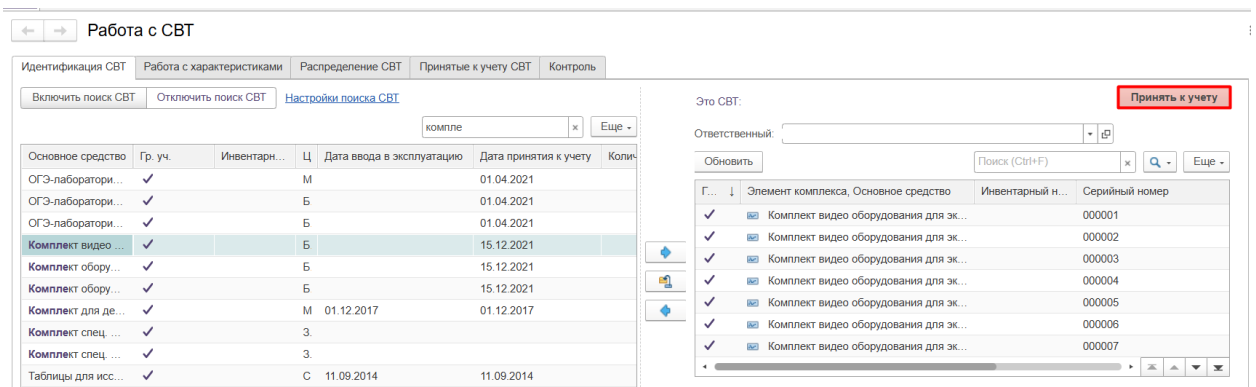 Работа с СВТ
Идентификация СВТ Работа с характеристиками Распределение СВТ Принятые к учету СВТ Контроль
Включить поиск СВТ Отключить поиск СВТ Настройки поиска СВТ
Это СВТ: Принять к учету
компле × Еще
Ответственный:
Основное средство Гр. уч. Инвентарн... Ц Дата ввода в эксплуатацию Дата принятия к учету Колич
Обновить Поиск (Ctrl+F) × Еще
ОГЭ-лаборатори... М 01.04.2021
Г... ↓ Элемент комплекса, Основное средство Инвентарный н... Серийный номер
ОГЭ-лаборатори... Б 01.04.2021
Комплект видео оборудования для эк... 000001
ОГЭ-лаборатори... Б 01.04.2021
Комплект видео оборудования для эк... 000002
Комплект видео ... Б 15.12.2021
Комплект видео оборудования для эк... 000003
Комплект обору... Б 15.12.2021
Комплект видео оборудования для эк... 000004
Комплект обору... Б 15.12.2021
Комплект видео оборудования для эк... 000005
Комплект для де... М 01.12.2017 01.12.2017
Комплект видео оборудования для эк... 000006
Комплект спец. ... З.
Комплект видео оборудования для эк... 000007
Комплект спец. ... З.
Таблицы для исс... С 11.09.2014 11.09.2014